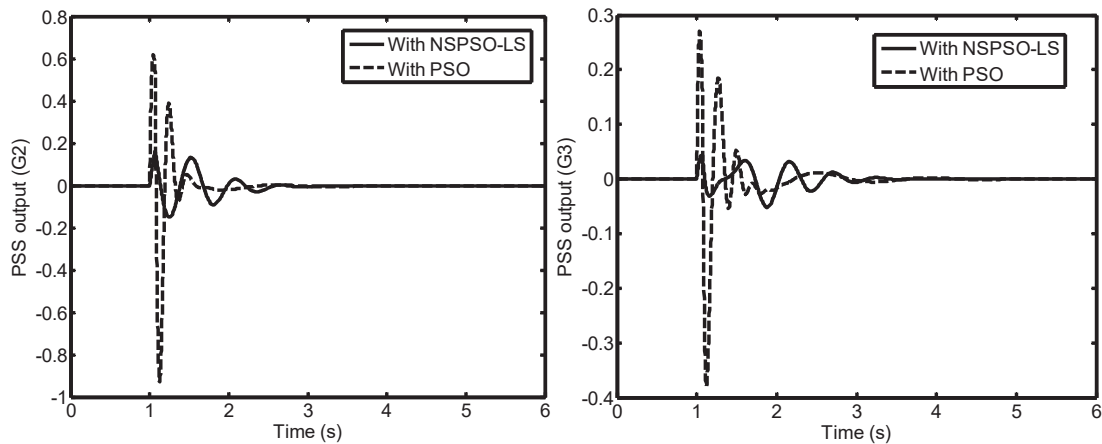 With NSPSO-LS
With PSO
0.8
0.6
0.4
0.2
0
-0.2
-0.4
-0.6
-0.8
-1
PSS output (G2)
0 1 2 3 4 5 6
Time (s)
With NSPSO-LS
With PSO
0.3
0.2
0.1
0
-0.1
-0.2
-0.3
-0.4
PSS output (G3)
0 1 2 3 4 5 6
Time (s)